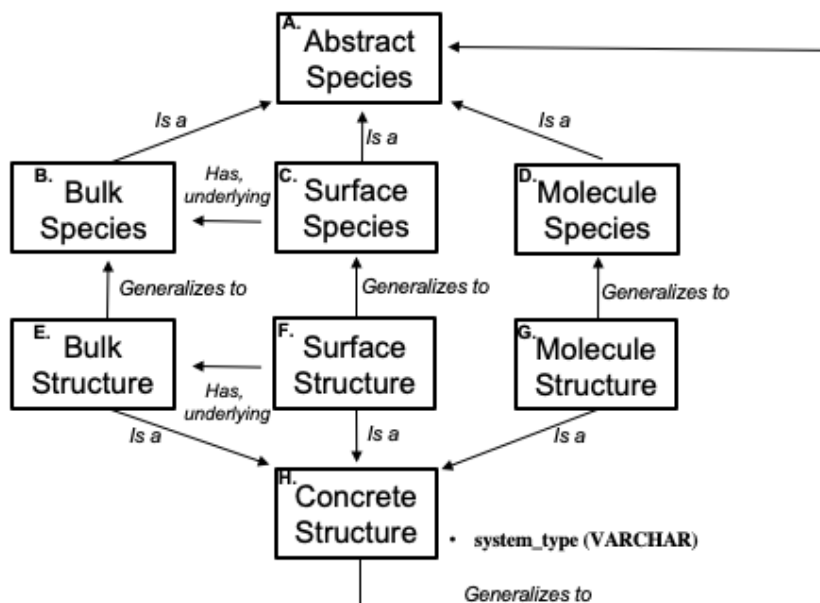 A.
Abstract
Species
Is a
Is a
Is a
B.
Bulk
Species
Has,
underlying
C.
Surface
Species
D.
Molecule
Species
Generalizes to
Generalizes to
Generalizes to
E.
Bulk
Structure
Has,
underlying
F.
Surface
Structure
G.
Molecule
Structure
Is a
Is a
Is a
H.
Concrete
Structure
• system_type (VARCHAR)
Generalizes to